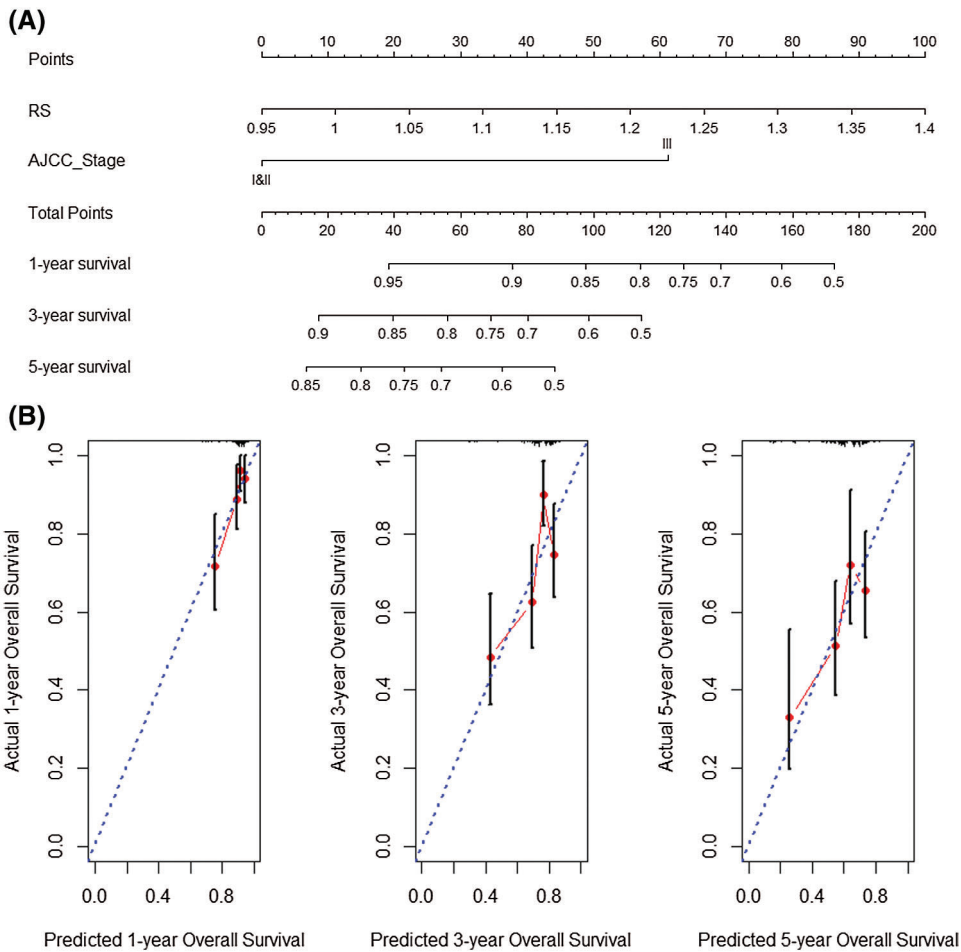 (A)
0 10 20 30 40 50 60 70 80 90 100
Points
RS
0.95 1 1.05 1.1 1.15 1.2 1.25 1.3 1.35 1.4
III
AJCC_Stage
I&II
Total Points
0 20 40 60 80 100 120 140 160 180 200
1-year survival
0.95 0.9 0.85 0.8 0.75 0.7 0.6 0.5
3-year survival
0.9 0.85 0.8 0.75 0.7 0.6 0.5
5-year survival
0.85 0.8 0.75 0.7 0.6 0.5
(B)
Actual 1-year Overall Survival
0.0 0.2 0.4 0.6 0.8 1.0
0.0 0.4 0.8
Predicted 1-year Overall Survival
Actual 3-year Overall Survival
0.0 0.2 0.4 0.6 0.8 1.0
0.0 0.4 0.8
Predicted 3-year Overall Survival
Actual 5-year Overall Survival
0.0 0.2 0.4 0.6 0.8 1.0
0.0 0.4 0.8
Predicted 5-year Overall Survival